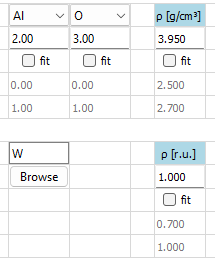 Al O ρ [g/cm³]
2.00 3.00 3.950
fit fit fit
0.00 0.00 2.500
1.00 1.00 2.700
W ρ [r.u.]
Browse 1.000
fit
0.700
1.000